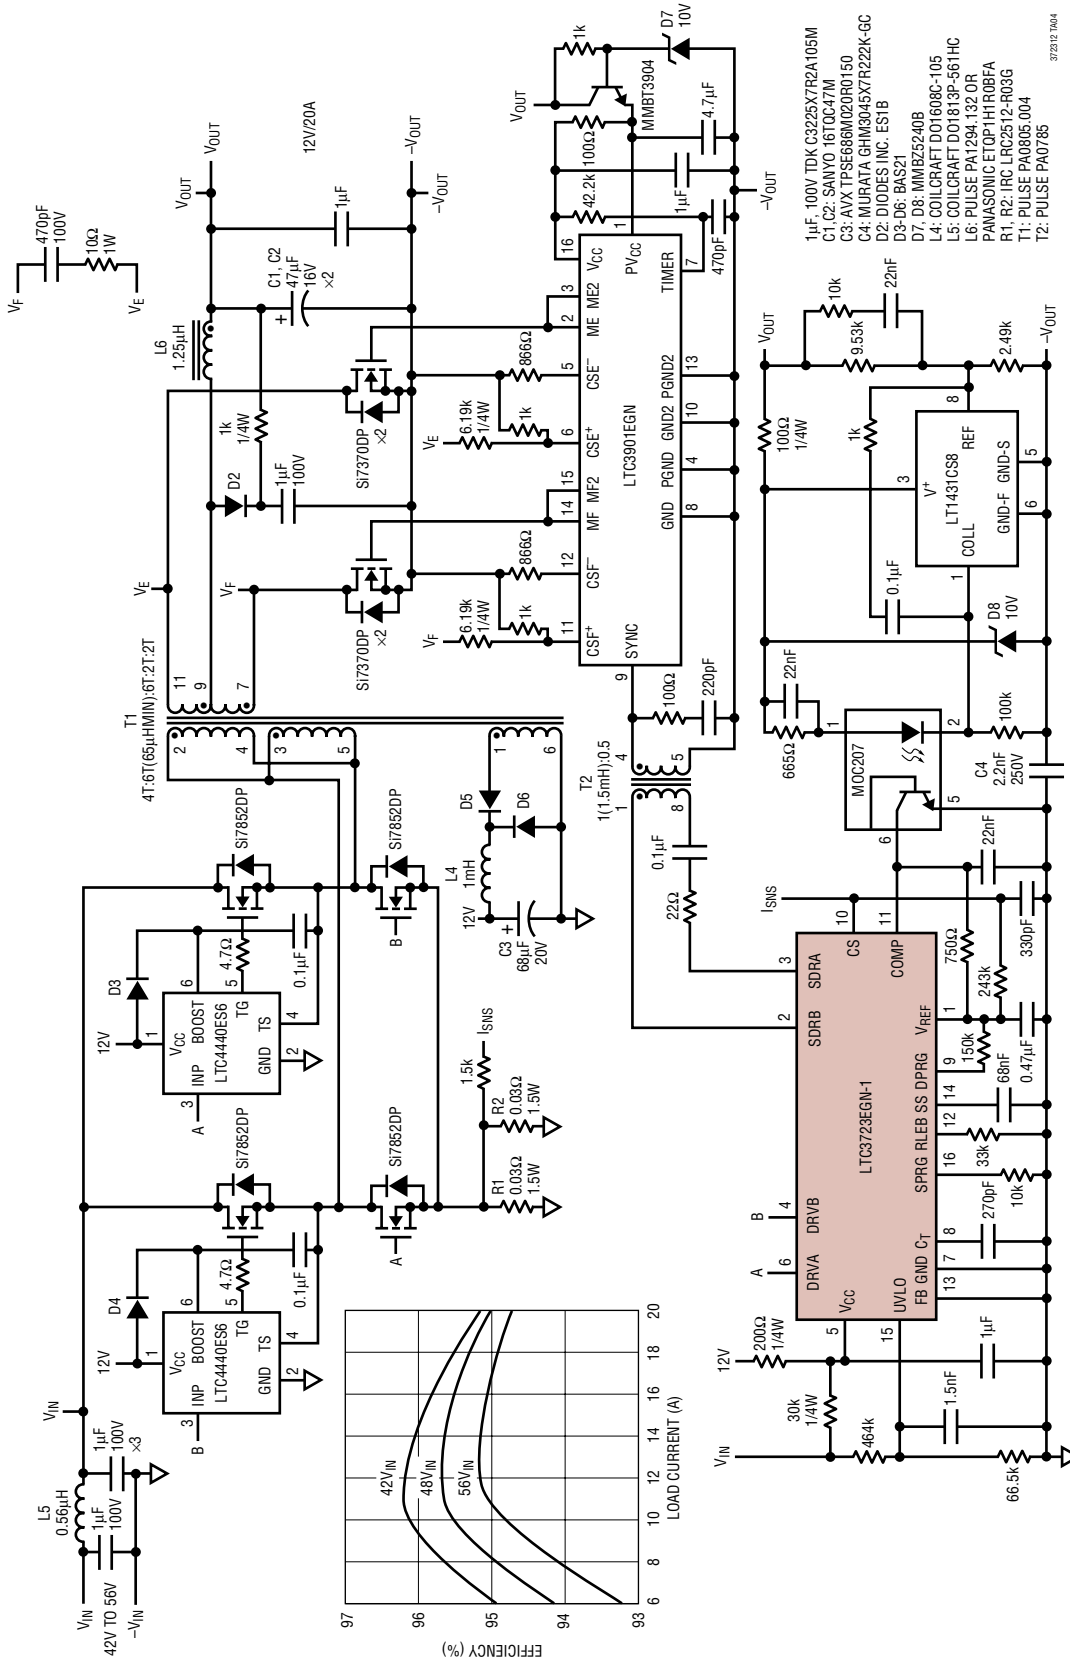 VIN
42V TO 56V
–VIN
L5
0.56μH
1μF
100V
1μF
100V
×3
VIN
12V
D4
1
VCC
6
BOOST
INP
3
B
LTC4440ES6
5
TG
GND
TS
2
4
4.7Ω
0.1μF
Si7852DP
Si7852DP
A
12V
D3
1
VCC
6
BOOST
INP
3
A
LTC4440ES6
5
TG
GND
TS
2
4
4.7Ω
0.1μF
Si7852DP
Si7852DP
B
R1
0.03Ω
1.5W
R2
0.03Ω
1.5W
1.5k
ISNS
T1
4T:6T(65μHMIN):6T:2T:2T
2
4
3
5
1
6
11
9
7
12V
L4
1mH
D5
D6
C3
68μF
20V
+
VE
VF
Si7370DP
×2
Si7370DP
×2
D2
1μF
100V
1k
1/4W
L6
1.25μH
C1, C2
47μF
16V
×2
+
1μF
VOUT
VOUT
12V/20A
–VOUT
–VOUT
VF
470pF
100V
10Ω
1W
VE
VF
6.19k
1/4W
1k
866Ω
VE
6.19k
1/4W
1k
866Ω
11
CSF+
12
CSF–
14
MF
15
MF2
6
CSE+
5
CSE–
2
ME
3
ME2
16
VCC
LTC3901EGN
PVCC
1
SYNC
9
GND
8
PGND
4
GND2
10
PGND2
13
TIMER
7
42.2k
100Ω
470pF
1μF
4.7μF
MMBT3904
VOUT
1k
D7
10V
–VOUT
T2
1(1.5mH):0.5
1
8
4
5
100Ω
220pF
0.1μF
22Ω
EFFICIENCY (%)
97
96
95
94
93
42VIN
48VIN
56VIN
6
8
10
12
14
16
18
20
LOAD CURRENT (A)
VIN
12V
200Ω
1/4W
30k
1/4W
464k
66.5k
1.5nF
1μF
A
B
6
DRVA
4
DRVB
2
SDRB
3
SDRA
5
VCC
15
UVLO
LTC3723EGN-1
10
CS
11
COMP
FB
13
GND
7
CT
8
SPRG
16
RLEB
12
SS
14
DPRG
9
VREF
1
270pF
10k
33k
68nF
150k
0.47μF
243k
750Ω
330pF
22nF
ISNS
MOC207
6
5
1
2
665Ω
22nF
100k
C4
2.2nF
250V
D8
10V
0.1μF
1k
100Ω
1/4W
VOUT
3
V+
1
COLL
REF
8
LT1431CS8
GND-F
6
GND-S
5
9.53k
10k
22nF
2.49k
–VOUT
1μF, 100V TDK C3225X7R2A105M
C1,C2: SANYO 16TQC47M
C3: AVX TPSE686M020R0150
C4: MURATA GHM3045X7R222K-GC
D2: DIODES INC. ES1B
D3-D6: BAS21
D7, D8: MMBZ5240B
L4: COILCRAFT DO1608C-105
L5: COILCRAFT DO1813P-561HC
L6: PULSE PA1294.132 OR
PANASONIC ETQP1H1R0BFA
R1, R2: IRC LRC2512-R03G
T1: PULSE PA0805.004
T2: PULSE PA0785
372312 TA04